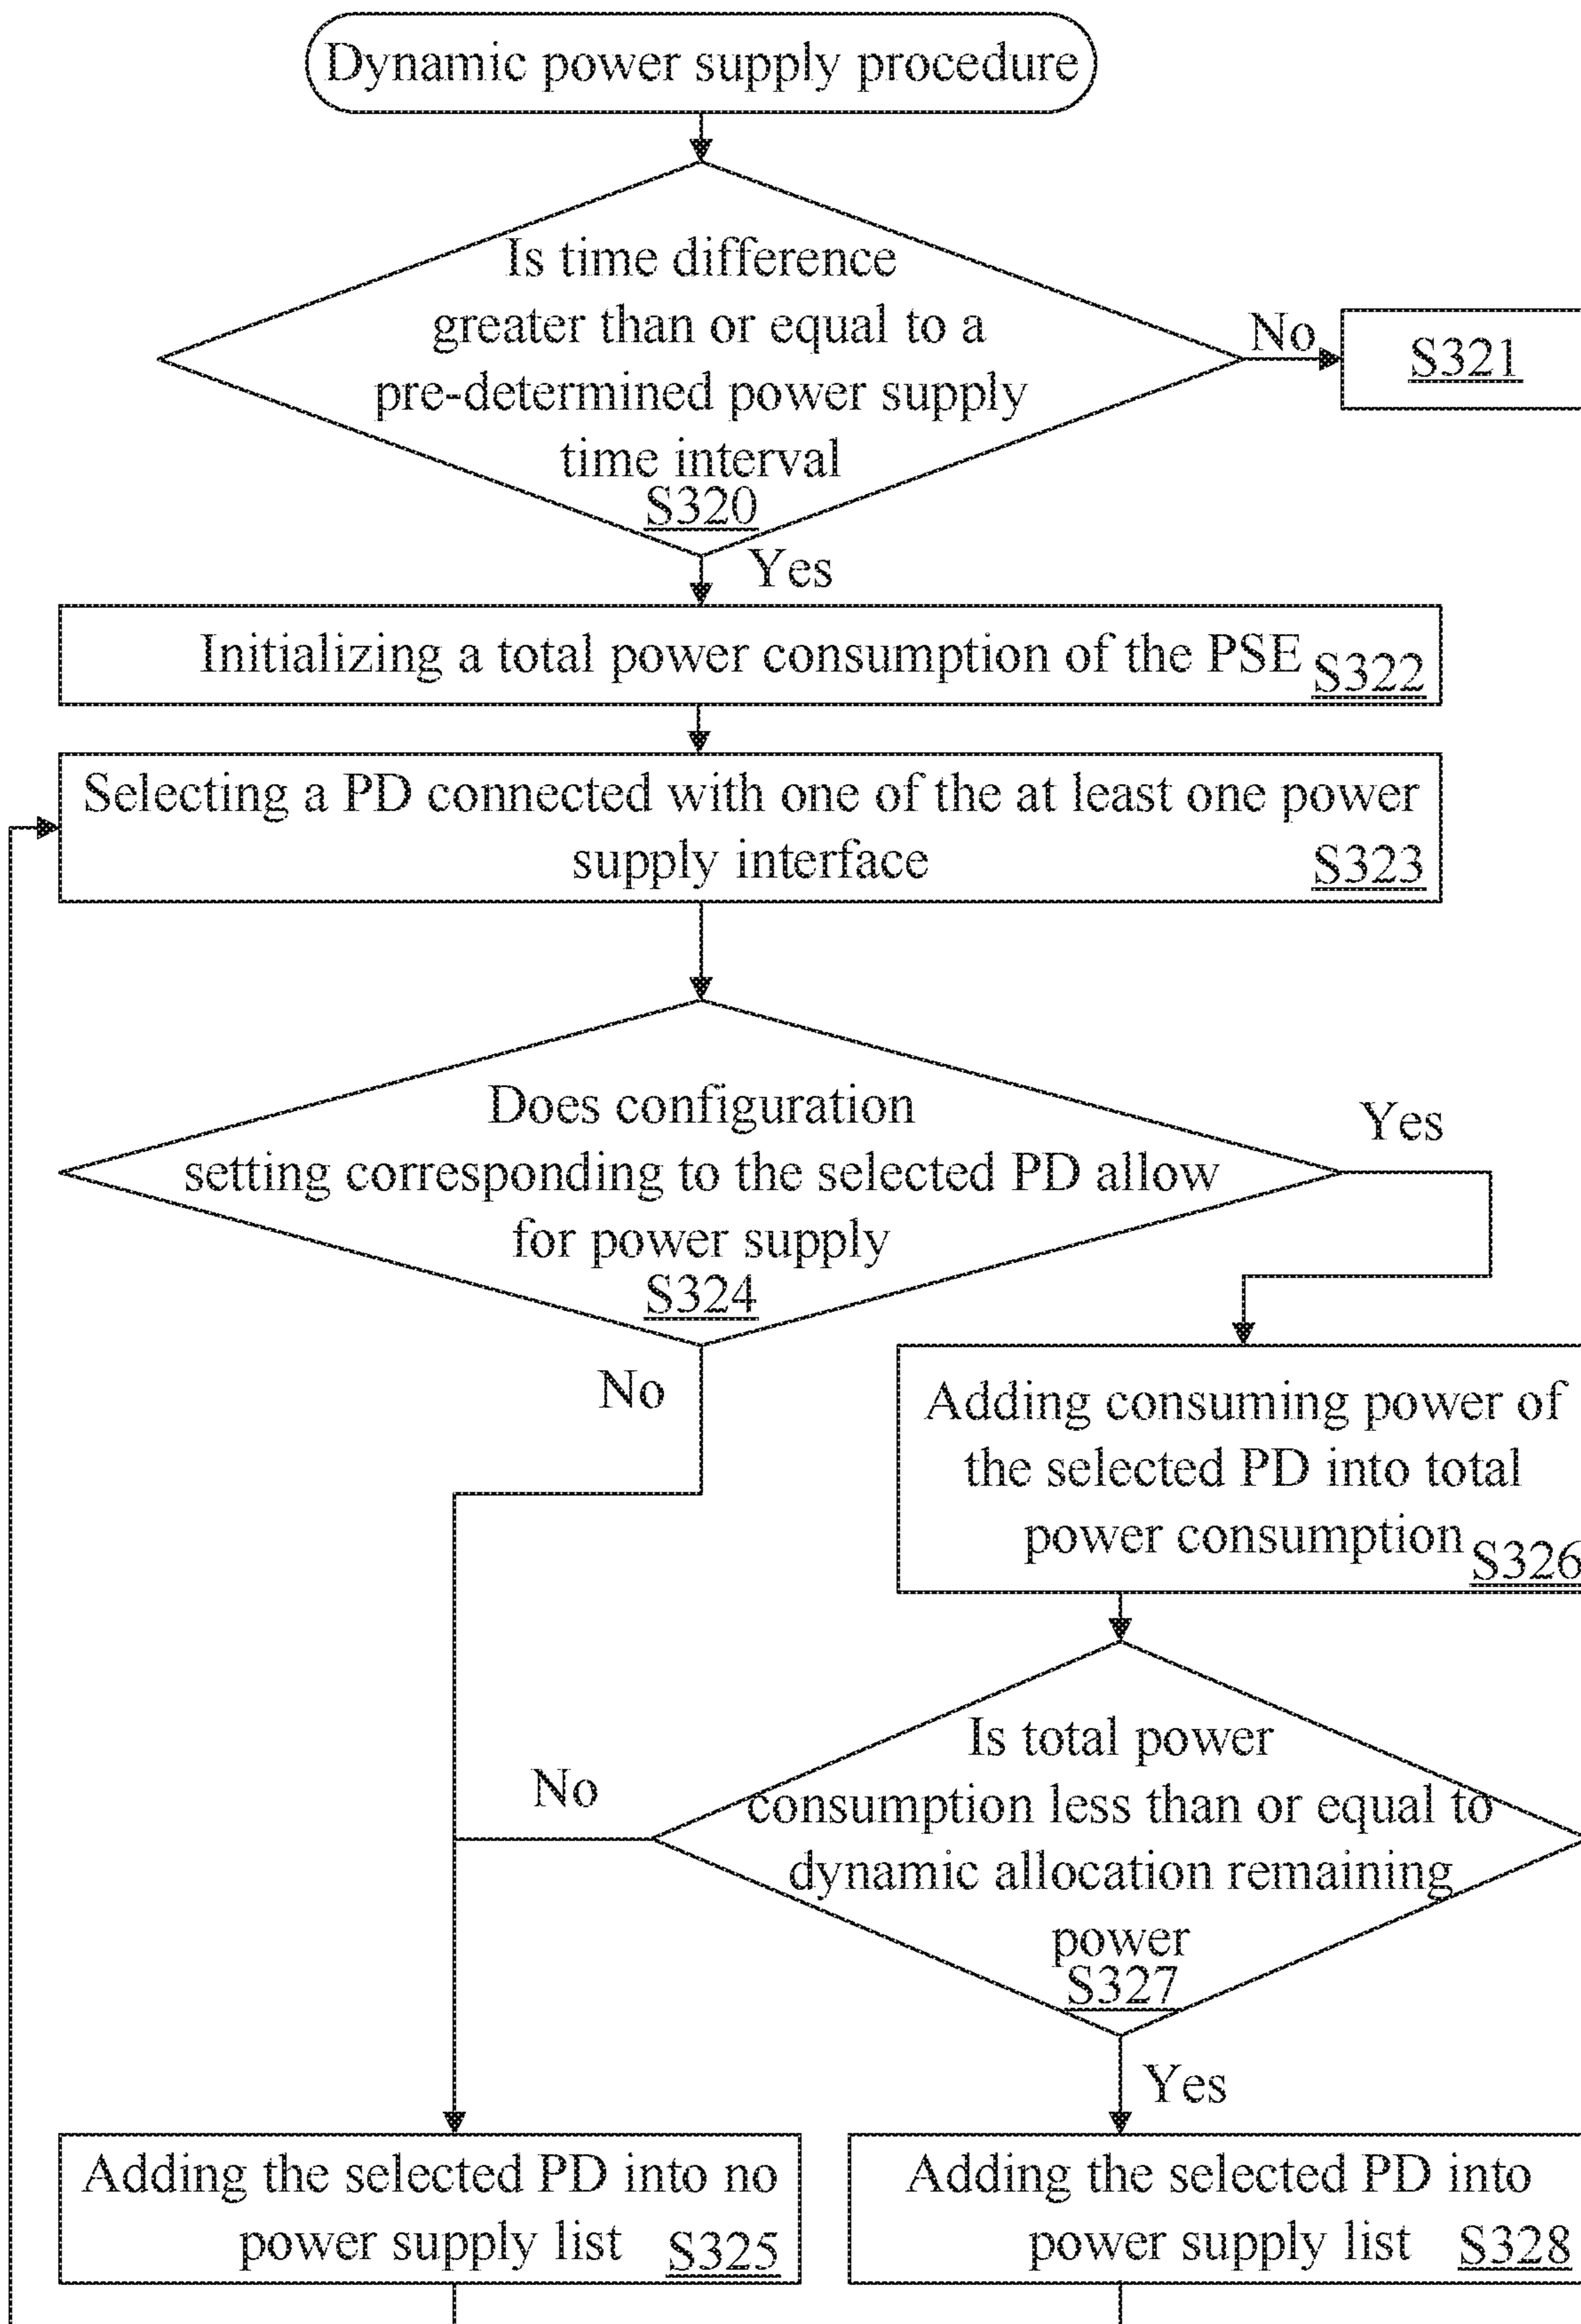 Dynamic power supply procedure
Is time difference
greater than or equal to a
pre-determined power supply
time interval
S320
No
S321
Yes
Initializing a total power consumption of the PSE S322
Selecting a PD connected with one of the at least one power
supply interface S323
Does configuration
setting corresponding to the selected PD allow
for power supply
S324
Yes
No
Adding consuming power of
the selected PD into total
power consumption S326
Is total power
consumption less than or equal to
dynamic allocation remaining
power
S327
No
Yes
Adding the selected PD into no
power supply list S325
Adding the selected PD into
power supply list S328